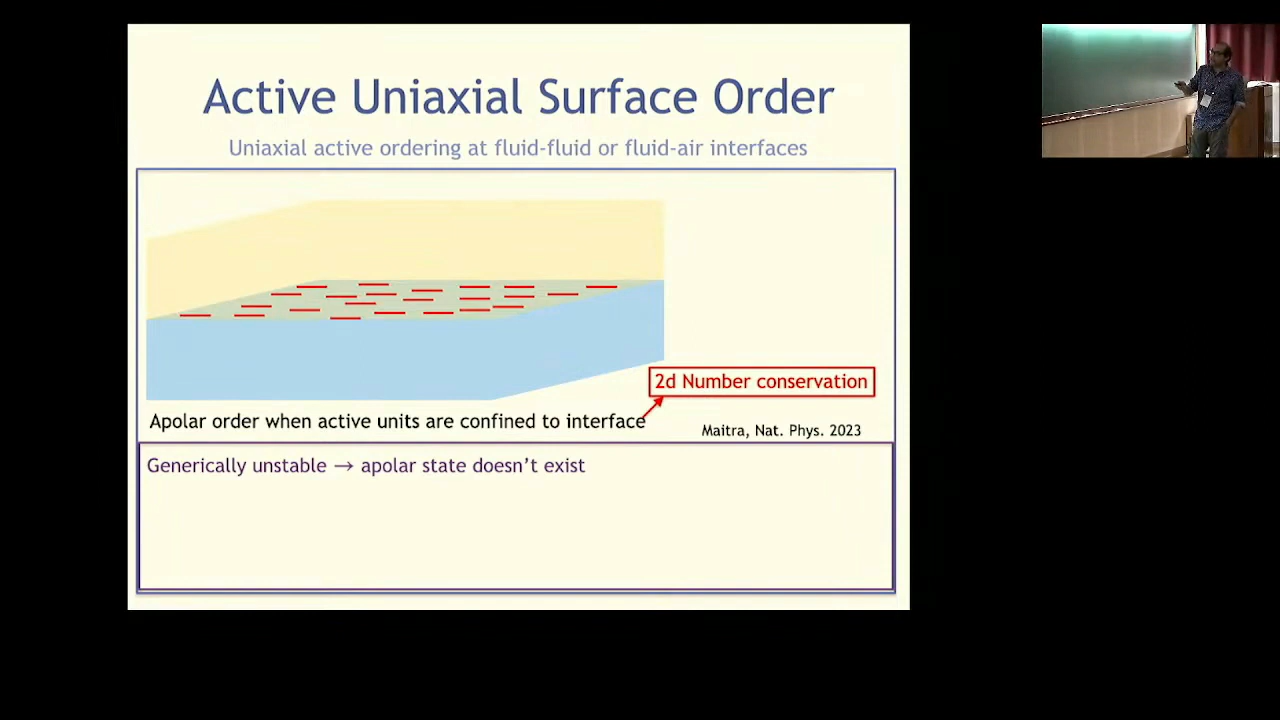 Active Uniaxial Surface Order
Uniaxial active ordering at fluid-fluid or fluid-air interfaces
2d Number conservation
Apolar order when active units are confined to interface
Maitra, Nat. Phys. 2023
Generically unstable → apolar state doesn't exist